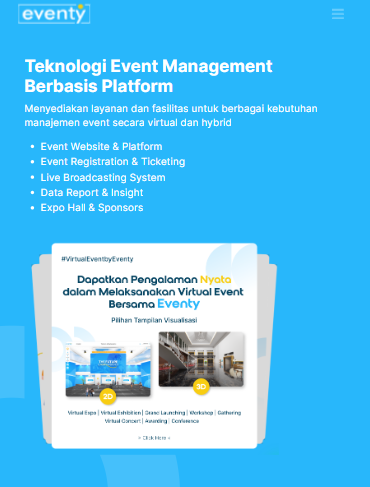 eventy
Teknologi Event Management
Berbasis Platform
Menyediakan layanan dan fasilitas untuk berbagai kebutuhan
manajemen event secara virtual dan hybrid
• Event Website & Platform
• Event Registration & Ticketing
• Live Broadcasting System
• Data Report & Insight
• Expo Hall & Sponsors
#VirtualEventbyEventy
Dapatkan Pengalaman Nyata
dalam Melaksanakan Virtual Event
Bersama Eventy
Pilihan Tampilan Visualisasi
2D
3D
Virtual Expo | Virtual Exhibition | Grand Launching | Workshop | Gathering
Virtual Concert | Awarding | Conference
- Click Here -